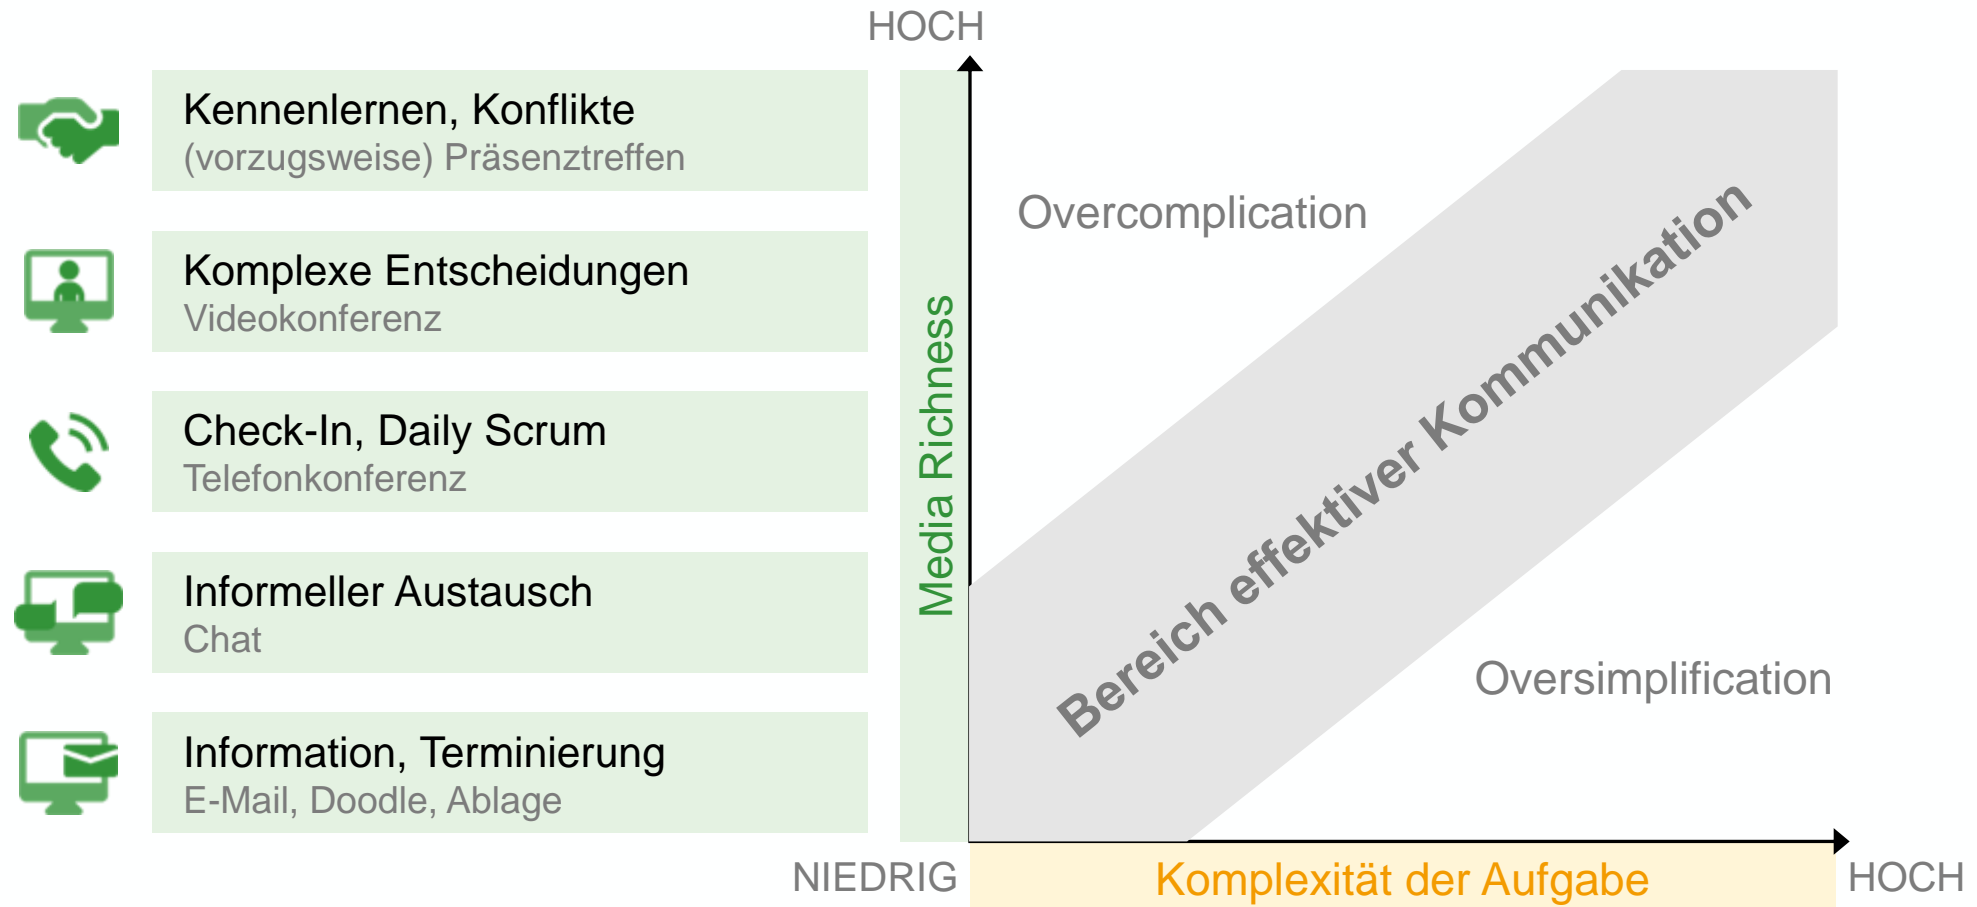 HOCH
Kennenlernen, Konflikte
(vorzugsweise) Präsenztreffen
Komplexe Entscheidungen
Videokonferenz
Check-In, Daily Scrum
Telefonkonferenz
Informeller Austausch
Chat
Information, Terminierung
E-Mail, Doodle, Ablage
Media Richness
Overcomplication
Bereich effektiver Kommunikation
Oversimplification
NIEDRIG
Komplexität der Aufgabe
HOCH